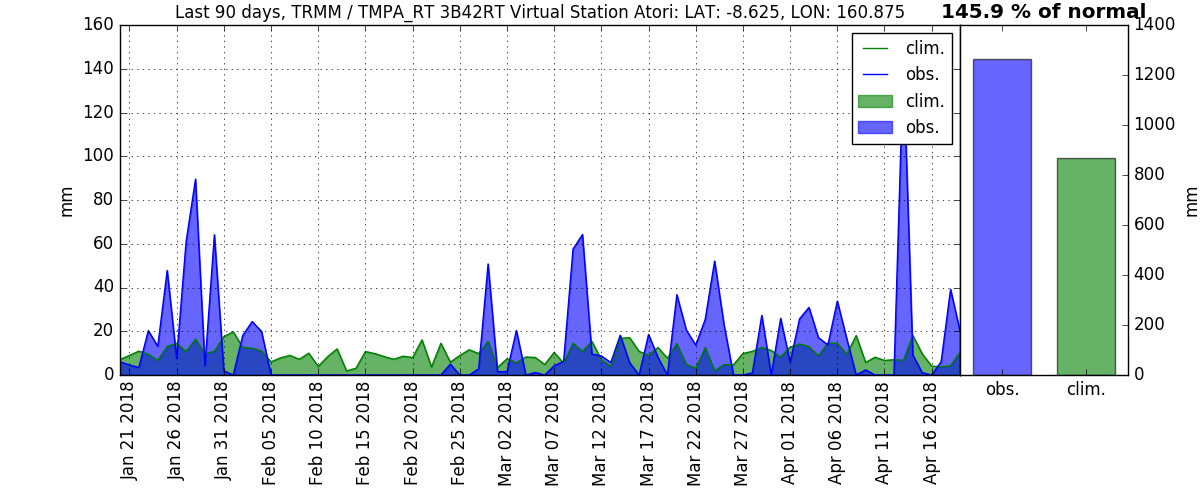 Last 90 days, TRMM / TMPA_RT 3B42RT Virtual Station Atori: LAT: -8.625, LON: 160.875
145.9 % of normal
160
140
120
100
80
60
40
20
0
mm
clim.
obs.
clim.
obs.
1400
1200
1000
800
600
400
200
0
mm
Jan 21 2018
Jan 26 2018
Jan 31 2018
Feb 05 2018
Feb 10 2018
Feb 15 2018
Feb 20 2018
Feb 25 2018
Mar 02 2018
Mar 07 2018
Mar 12 2018
Mar 17 2018
Mar 22 2018
Mar 27 2018
Apr 01 2018
Apr 06 2018
Apr 11 2018
Apr 16 2018
obs.
clim.